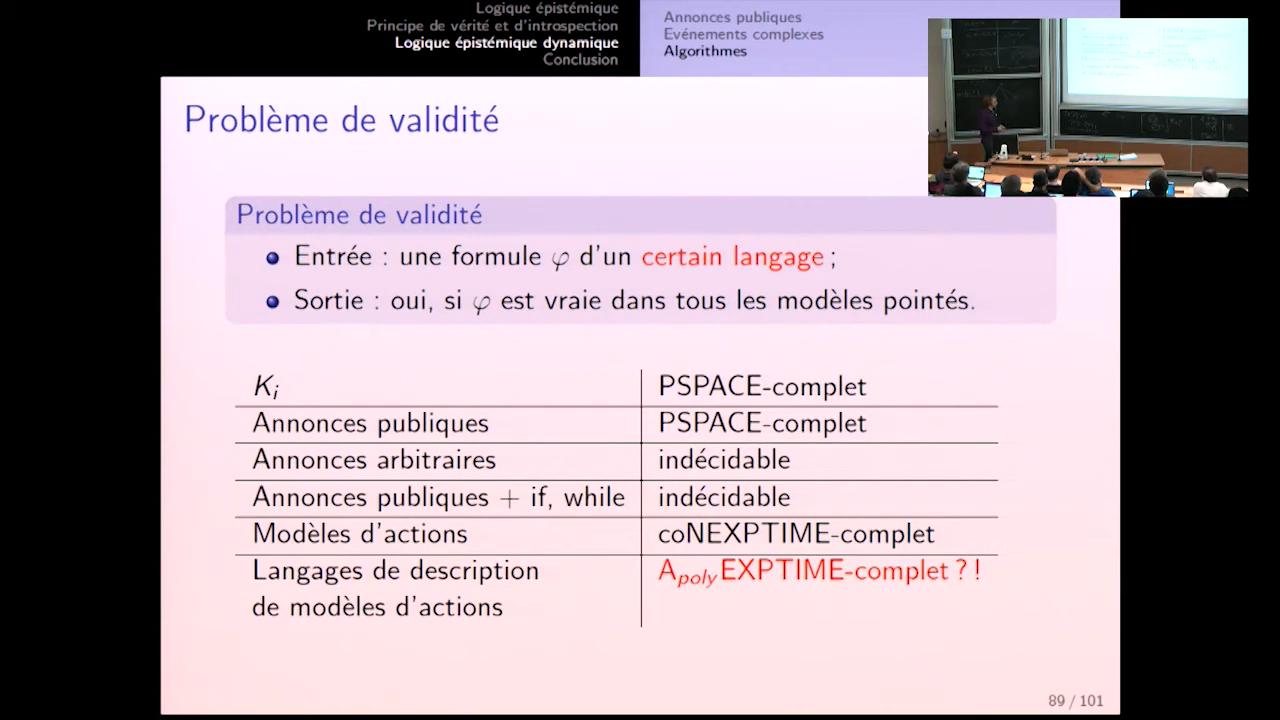 Logique épistémique
Principe de vérité et d'introspection
Logique épistémique dynamique
Conclusion
Annonces publiques
Evénements complexes
Algorithmes
Problème de validité
Problème de validité
Entrée : une formule φ d'un certain langage ;
Sortie : oui, si φ est vraie dans tous les modèles pointés.
K_i PSPACE-complet
Annonces publiques PSPACE-complet
Annonces arbitraires indécidable
Annonces publiques + if, while indécidable
Modèles d'actions coNEXPTIME-complet
Langages de description A_polyEXPTIME-complet ? !
de modèles d'actions
89 / 101